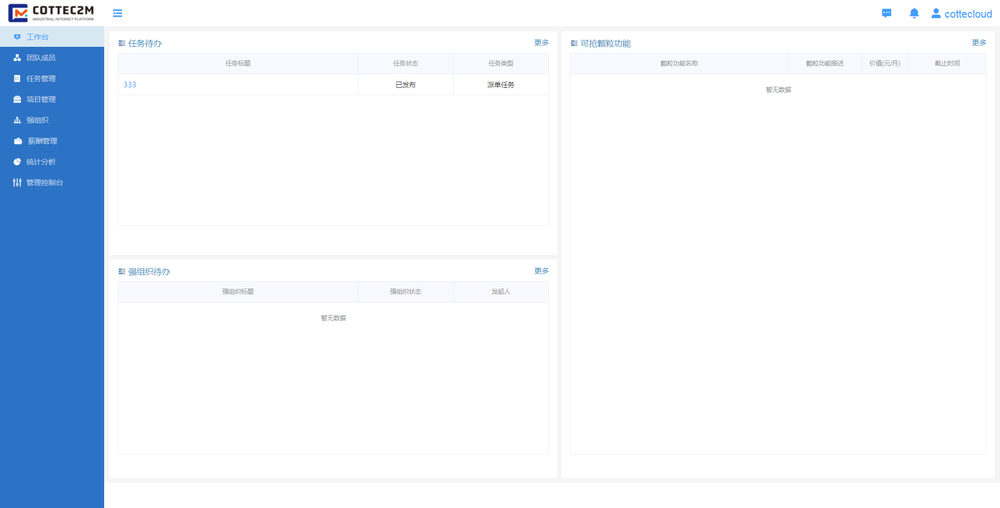 COTTEC2M
INDUSTRIAL INTERNET PLATFORM
cottecloud
工作台
团队成员
任务管理
项目管理
强组织
薪酬管理
统计分析
管理控制台
任务待办 更多
任务标题 任务状态 任务类型
333 已发布 派单任务
强组织待办 更多
强组织标题 强组织状态 发起人
暂无数据
可抢颗粒功能 更多
颗粒功能名称 颗粒功能描述 价值(元/月) 截止时间
暂无数据